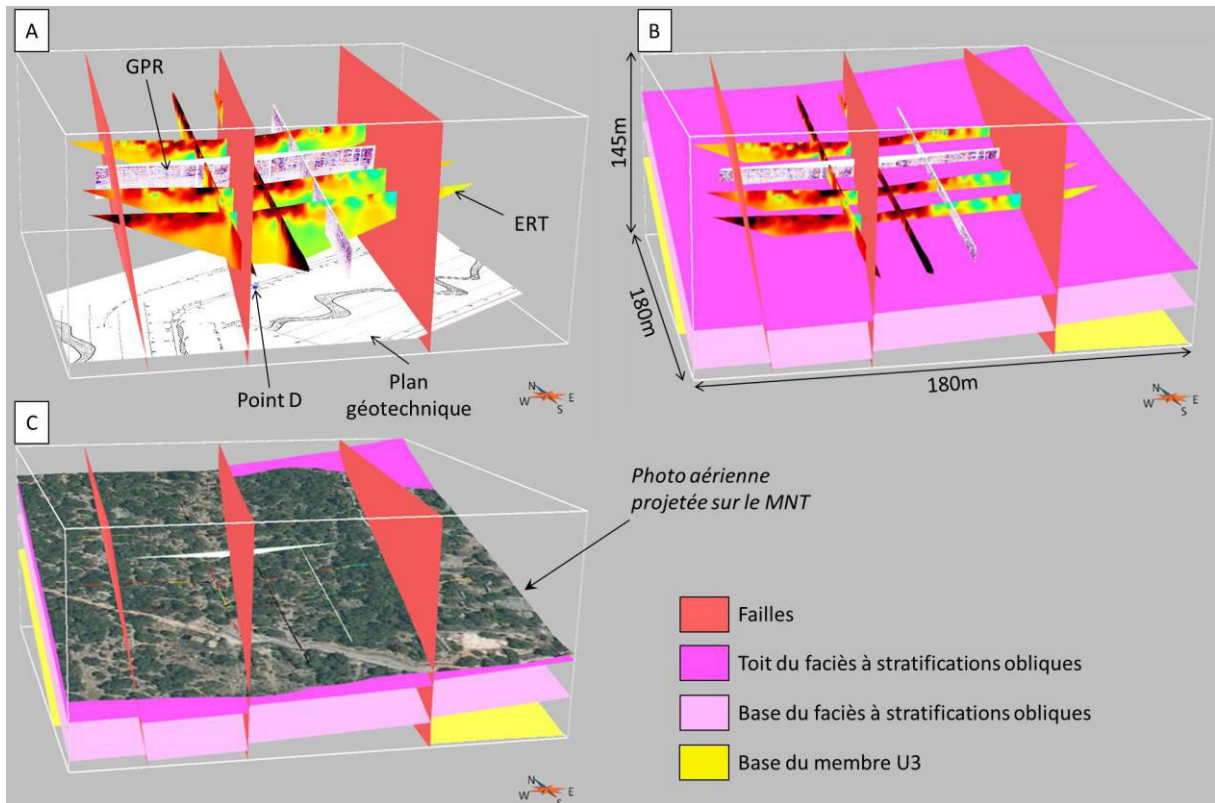 A
GPR
ERT
Point D
Plan
géotechnique
N
W
E
S
B
145m
180m
180m
N
W
E
S
C
Photo aérienne
projetée sur le MNT
N
W
E
S
Failles
Toit du faciès à stratifications obliques
Base du faciès à stratifications obliques
Base du membre U3